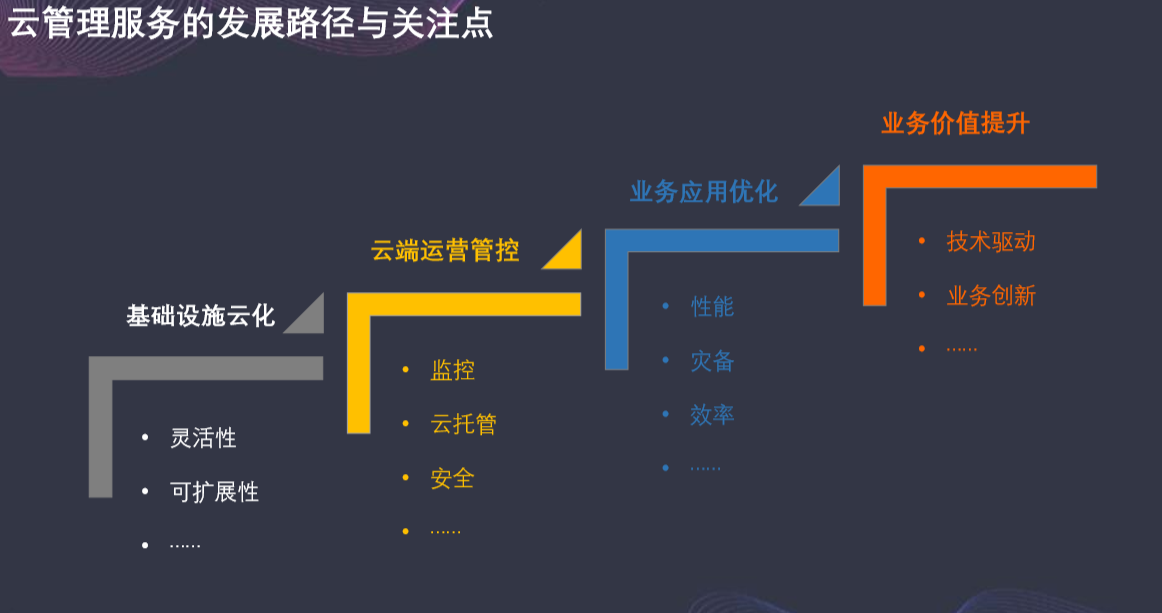 云管理服务的发展路径与关注点
基础设施云化
• 灵活性
• 可扩展性
• ……
云端运营管控
• 监控
• 云托管
• 安全
• ……
业务应用优化
• 性能
• 灾备
• 效率
• ……
业务价值提升
• 技术驱动
• 业务创新
• ……